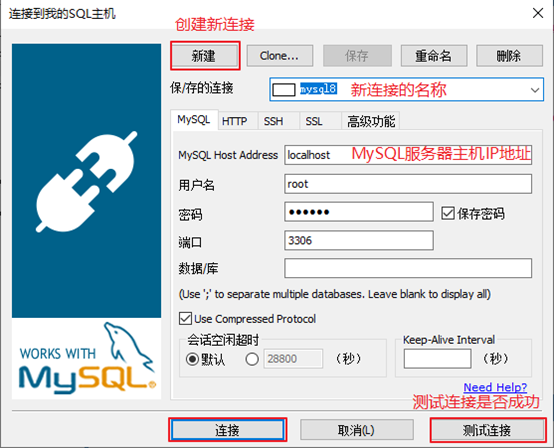 连接到我的SQL主机
创建新连接
新建 Clone... 保存 重命名 删除
保/存的连接 mysql8 新连接的名称
MySQL HTTP SSH SSL 高级功能
MySQL Host Address localhost MySQL服务器主机IP地址
用户名 root
密码 ●●●●●● 保存密码
端口 3306
数据/库
(Use ';' to separate multiple databases. Leave blank to display all)
Use Compressed Protocol
会话空闲超时 Keep-Alive Interval
默认 28800 (秒) (秒)
Need Help?
WORKS WITH
MySQL®
测试连接是否成功
连接 取消(L) 测试连接